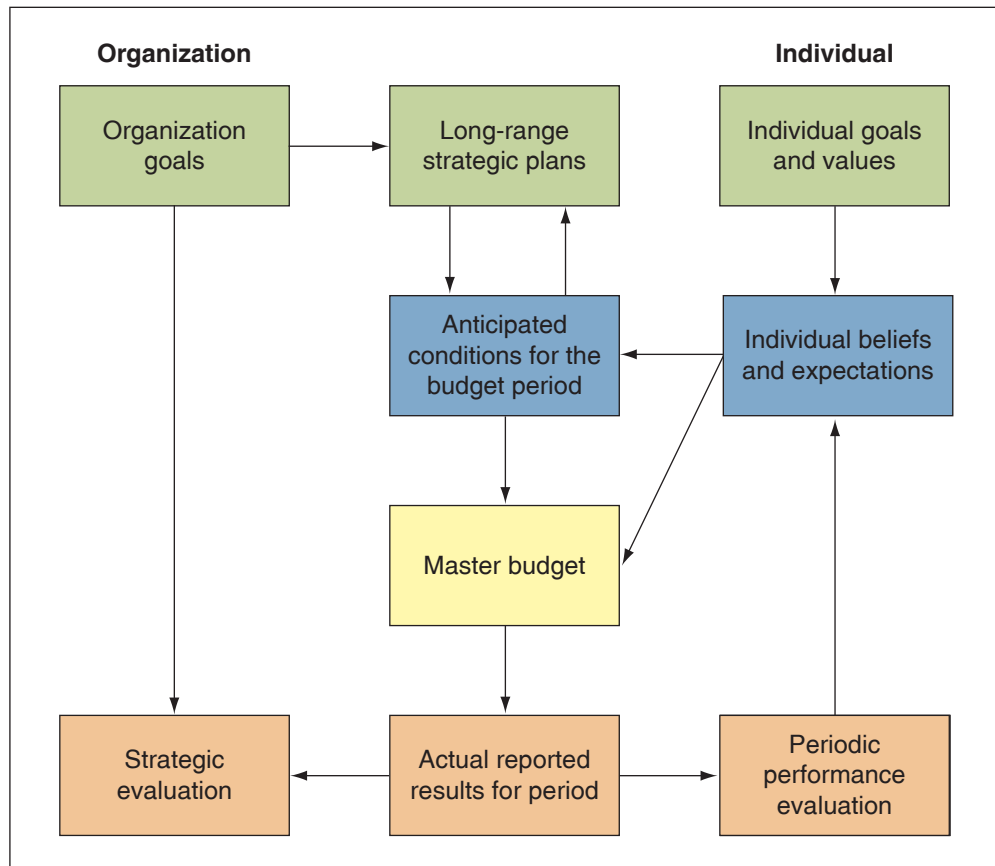 Organization
Individual
Organization
goals
Long-range
strategic plans
Individual goals
and values
Anticipated
conditions for the
budget period
Individual beliefs
and expectations
Master budget
Strategic
evaluation
Actual reported
results for period
Periodic
performance
evaluation